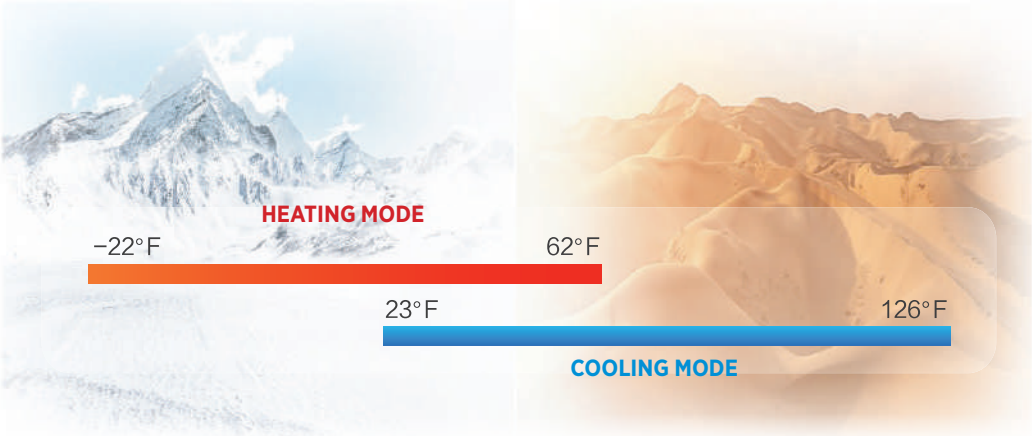 HEATING MODE
−22°F 62°F
23°F 126°F
COOLING MODE